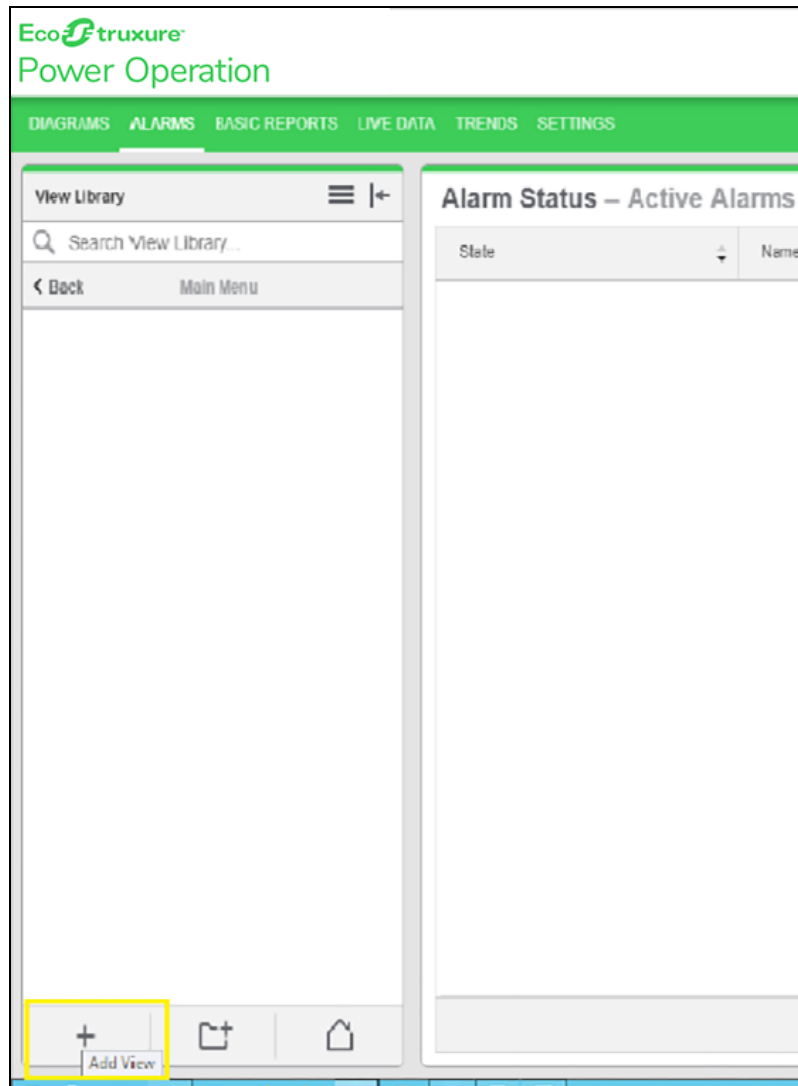 EcoStruxure
Power Operation
DIAGRAMS ALARMS BASIC REPORTS LIVE DATA TRENDS SETTINGS
View Library
Search View Library...
Back Main Menu
Add View
Alarm Status – Active Alarms
State Name